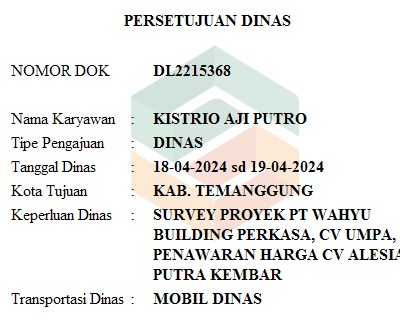 PERSETUJUAN DINAS
NOMOR DOK DL2215368
Nama Karyawan : KISTRIO AJI PUTRO
Tipe Pengajuan : DINAS
Tanggal Dinas : 18-04-2024 sd 19-04-2024
Kota Tujuan : KAB. TEMANGGUNG
Keperluan Dinas : SURVEY PROYEK PT WAHYU
BUILDING PERKASA, CV UMPA,
PENAWARAN HARGA CV ALESIA
PUTRA KEMBAR
Transportasi Dinas : MOBIL DINAS